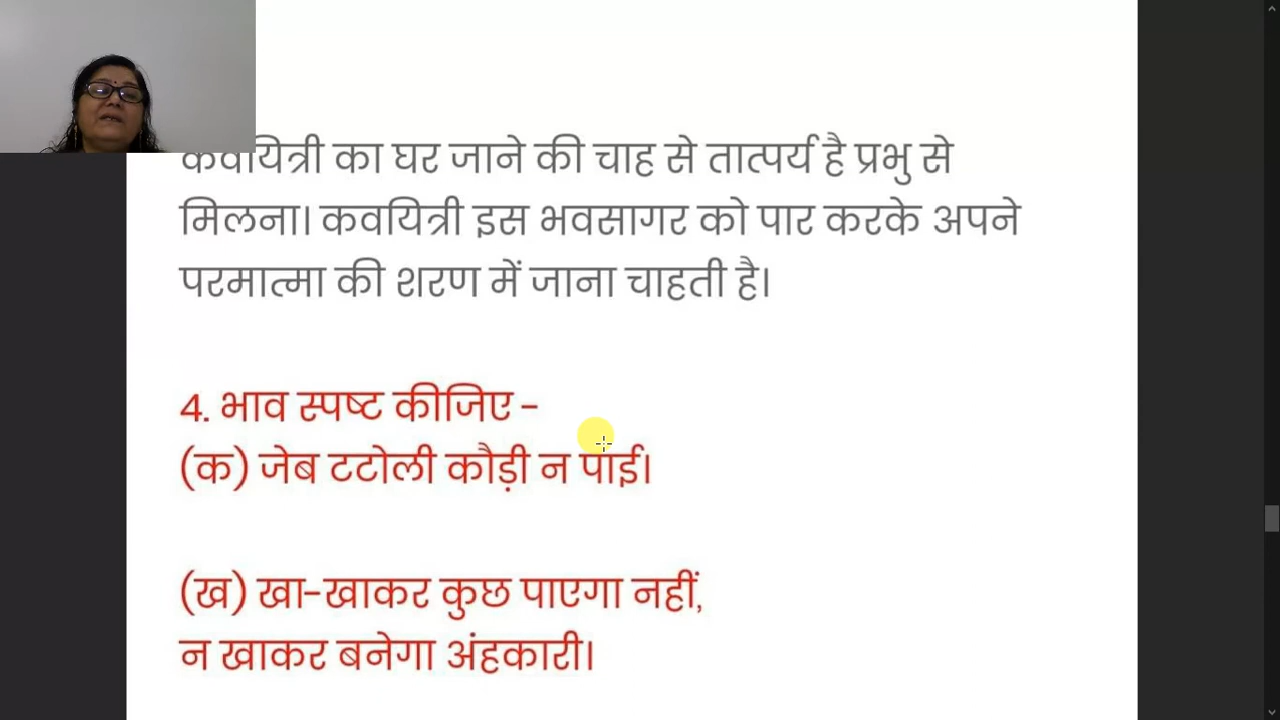 कवयित्री का घर जाने की चाह से तात्पर्य है प्रभु से
मिलना। कवयित्री इस भवसागर को पार करके अपने
परमात्मा की शरण में जाना चाहती है।
4. भाव स्पष्ट कीजिए -
(क) जेब टटोली कौड़ी न पाई।
(ख) खा-खाकर कुछ पाएगा नहीं,
न खाकर बनेगा अंहकारी।